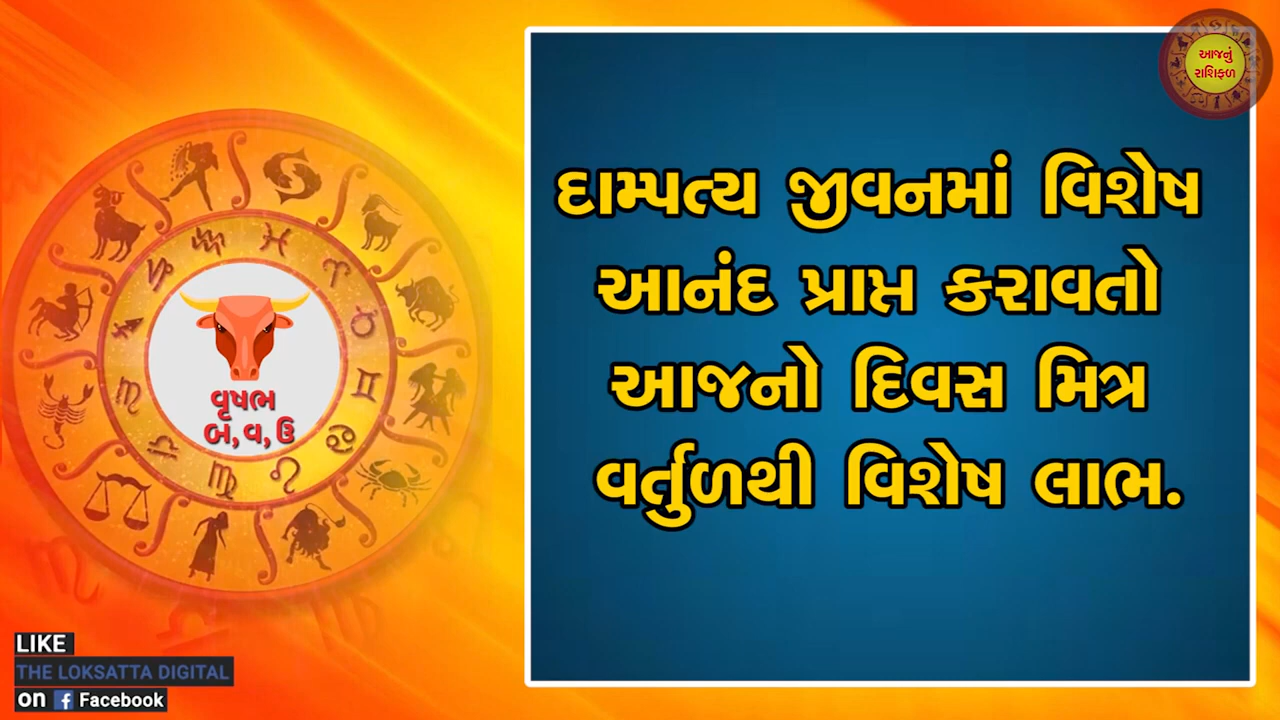 આજનું
રાશિફળ
દામ્પત્ય જીવનમાં વિશેષ
આનંદ પ્રાપ્ત કરાવતો
આજનો દિવસ મિત્ર
વર્તુળથી વિશેષ લાભ.
વૃષભ
બ, વ, ઉ
LIKE
THE LOKSATTA DIGITAL
on f Facebook